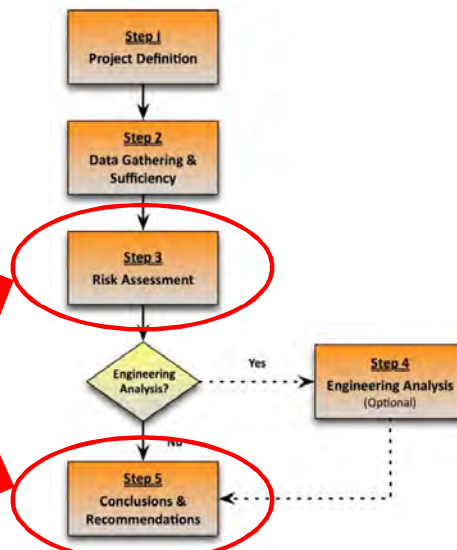 Step 1
Project Definition
Step 2
Data Gathering &
Sufficiency
Step 3
Risk Assessment
Engineering
Analysis?
Yes
Step 4
Engineering Analysis
(Optional)
No
Step 5
Conclusions &
Recommendations